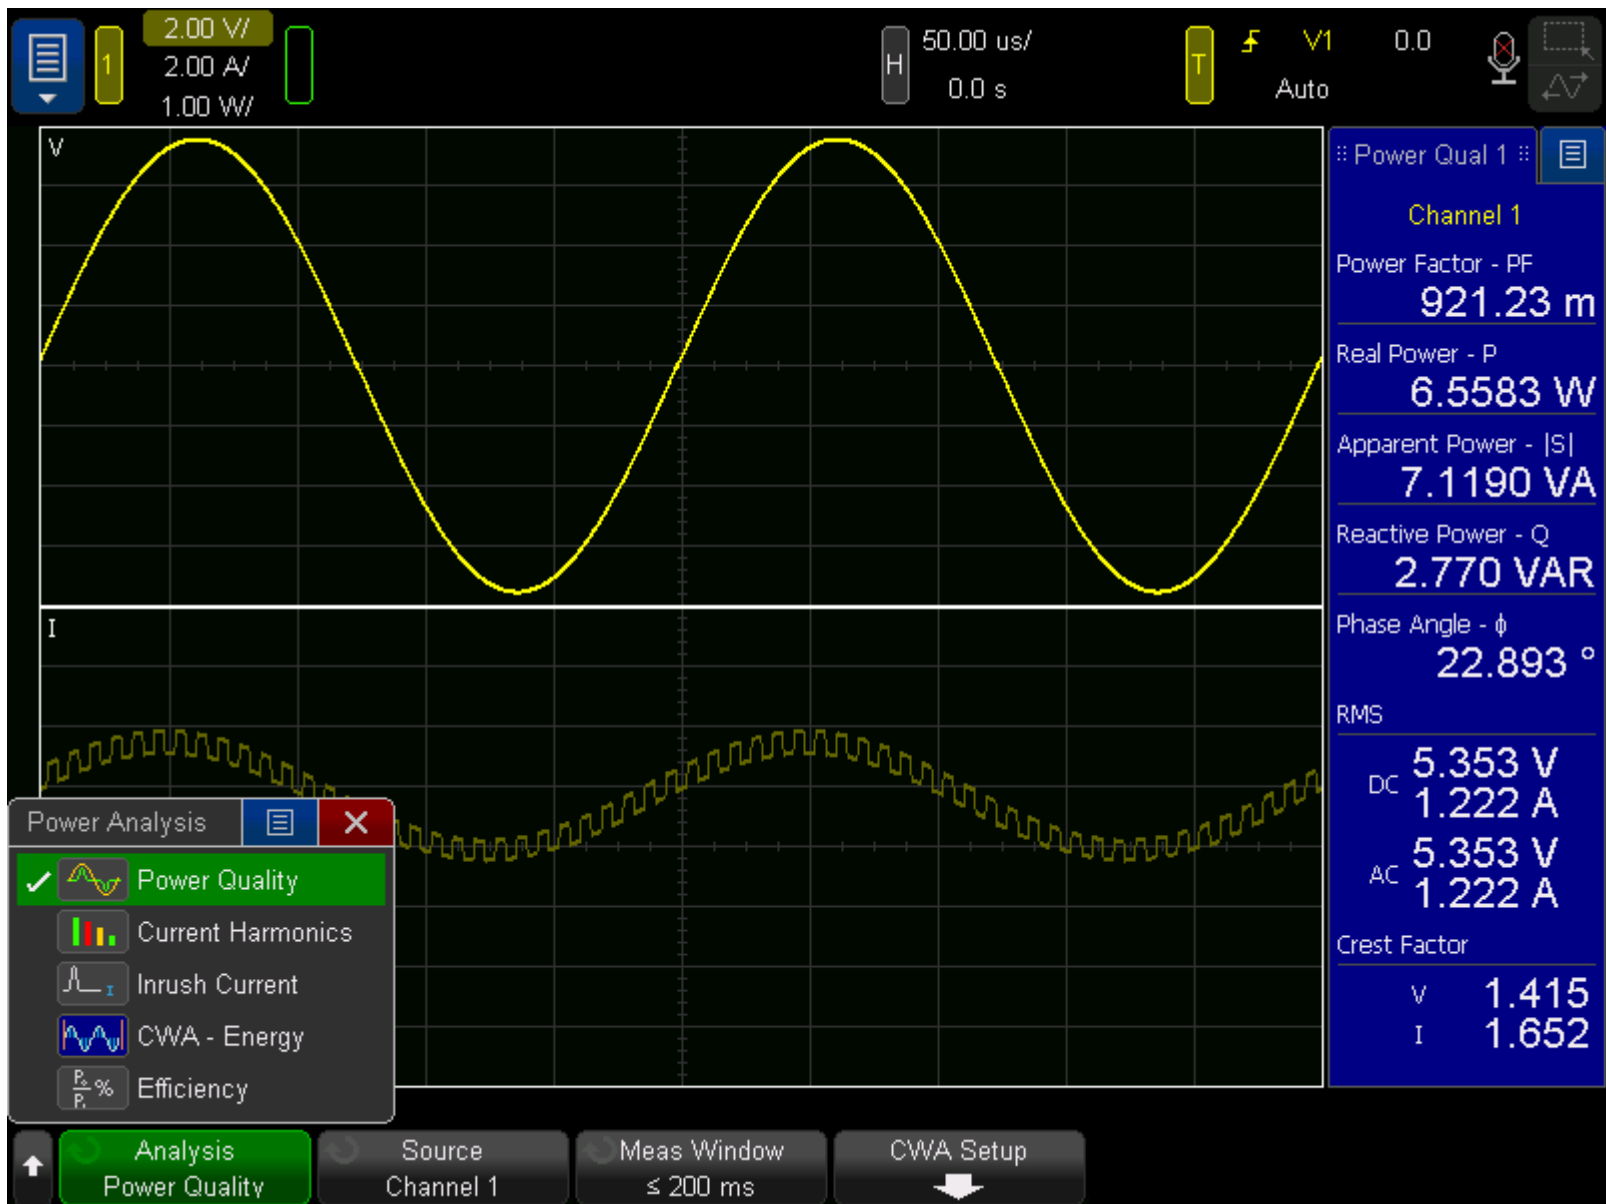 1
2.00 V/
2.00 A/
1.00 W/
H
50.00 us/
0.0 s
T
V1
0.0
Auto
V
Power Qual 1
Channel 1
Power Factor - PF
921.23 m
Real Power - P
6.5583 W
Apparent Power - |S|
7.1190 VA
Reactive Power - Q
2.770 VAR
Phase Angle - ϕ
22.893 °
RMS
DC 5.353 V
1.222 A
AC 5.353 V
1.222 A
Crest Factor
V 1.415
I 1.652
I
Power Analysis
Power Quality
Current Harmonics
I
Inrush Current
CWA - Energy
%
Efficiency
Analysis
Power Quality
Source
Channel 1
Meas Window
≤ 200 ms
CWA Setup